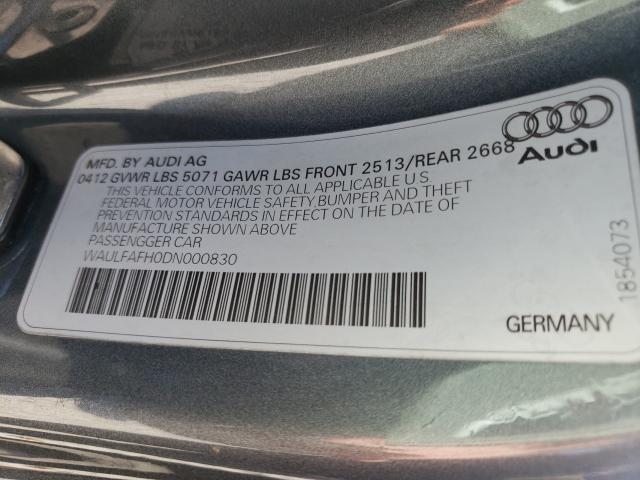 MFD. BY AUDI AG
0412 GVWR LBS 5071 GAWR LBS FRONT 2513/REAR 2668
THIS VEHICLE CONFORMS TO ALL APPLICABLE U.S.
FEDERAL MOTOR VEHICLE SAFETY, BUMPER AND THEFT
PREVENTION STANDARDS IN EFFECT ON THE DATE OF
MANUFACTURE SHOWN ABOVE
PASSENGGER CAR
WAULFAFH0DN000830
Audi
1854073
GERMANY